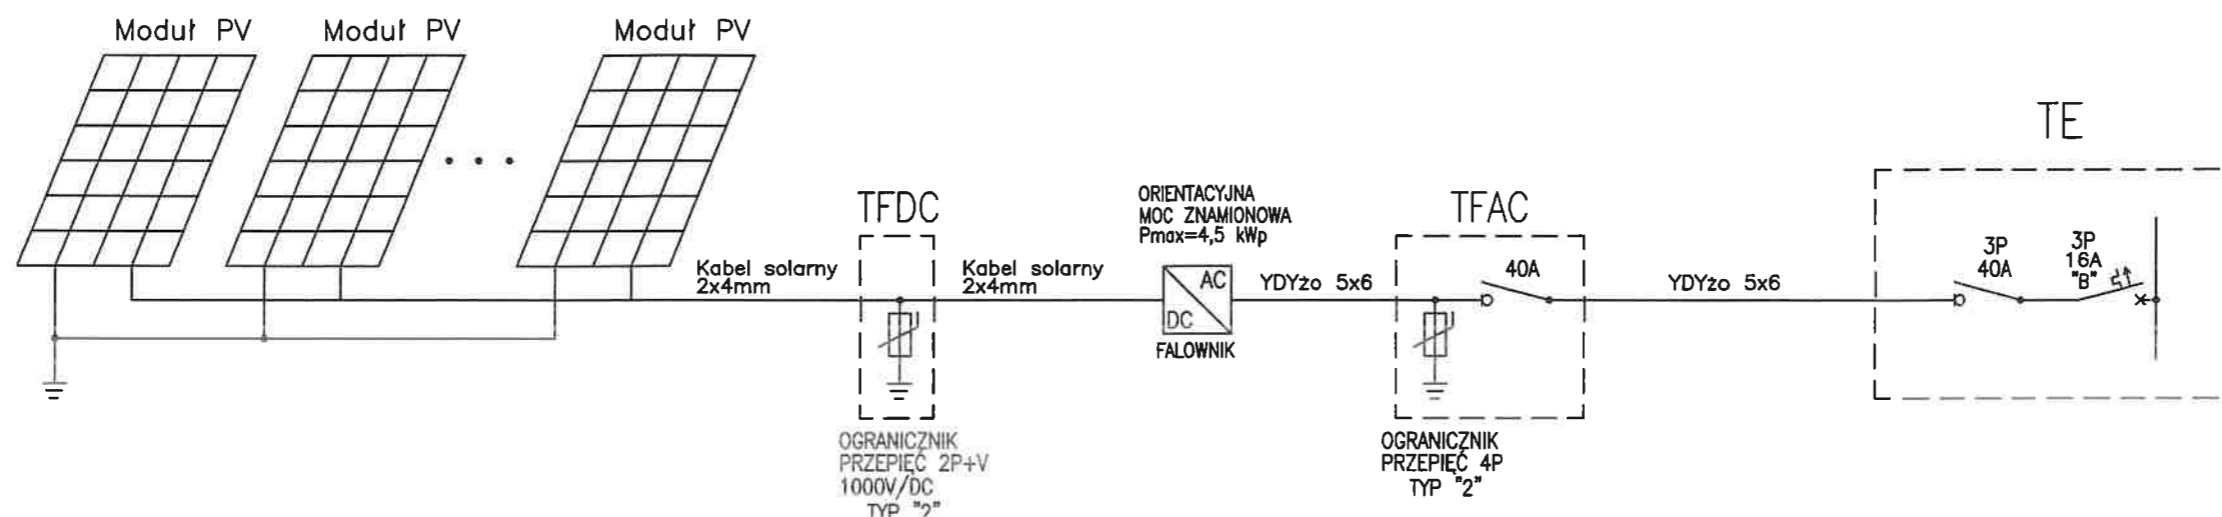 Moduł PV
Moduł PV
Moduł PV
TE
TFDC
ORIENTACYJNA
MOC ZNAMIONOWA
Pmax=4,5 kWp
TFAC
Kabel solarny
2x4mm
Kabel solarny
2x4mm
AC
DC
FALOWNIK
YDYżo 5x6
40A
YDYżo 5x6
3P
40A
3P
16A
"B"
OGRANICZNIK
PRZEPIĘĆ 2P+V
1000V/DC
TYP "2"
OGRANICZNIK
PRZEPIĘĆ 4P
TYP "2"